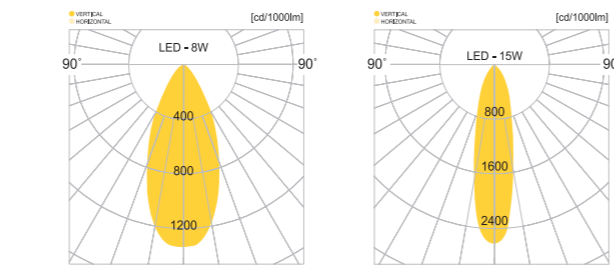 VERTICAL
HORIZONTAL
[cd/1000lm]
LED - 8W
90°
90°
400
800
1200
VERTICAL
HORIZONTAL
[cd/1000lm]
LED - 15W
90°
90
800
1600
2400